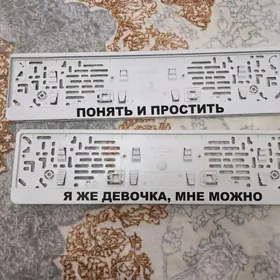 ПОНЯТЬ И ПРОСТИТЬ
Я ЖЕ ДЕВОЧКА, МНЕ МОЖНО